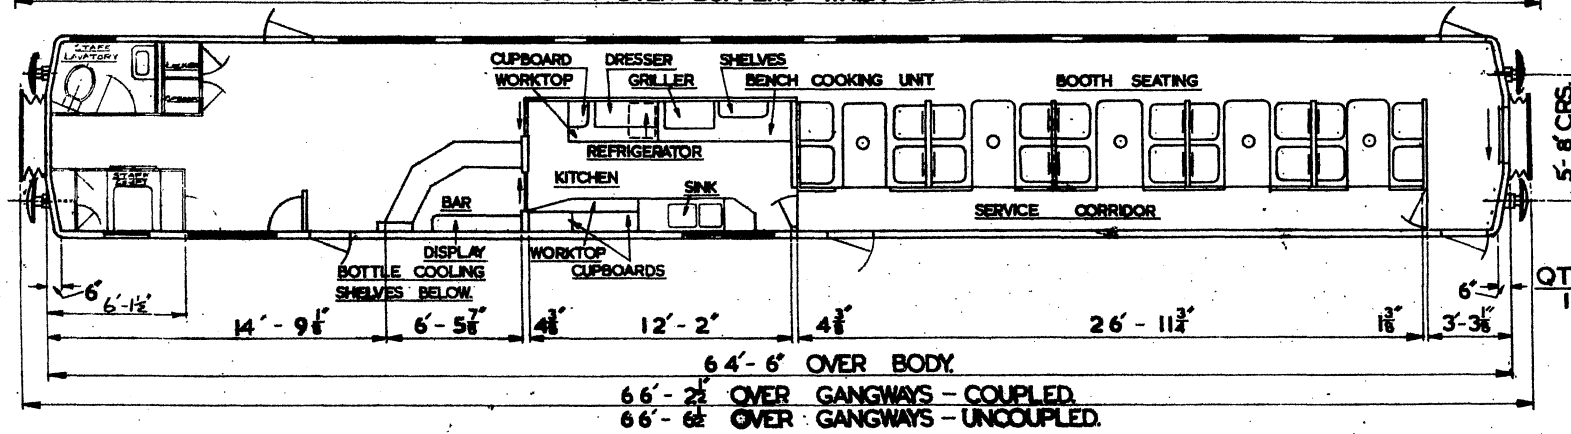 STAFF
LAVATORY
CUPBOARD DRESSER SHELVES
WORKTOP GRILLER BENCH COOKING UNIT BOOTH SEATING
REFRIGERATOR
KITCHEN
SINK
BAR
SERVICE CORRIDOR
DISPLAY WORKTOP
BOTTLE COOLING CUPBOARDS
SHELVES BELOW.
5'-8" CRS.
6" 6"
6'-1½"
14'-9⅛" 6'-5⅞" 4⅜" 12'-2" 4⅜" 26'-11¾" 1⅜" 3'-3⅛"
QT
64'-6" OVER BODY.
66'-2½" OVER GANGWAYS - COUPLED.
66'-6½" OVER GANGWAYS - UNCOUPLED.